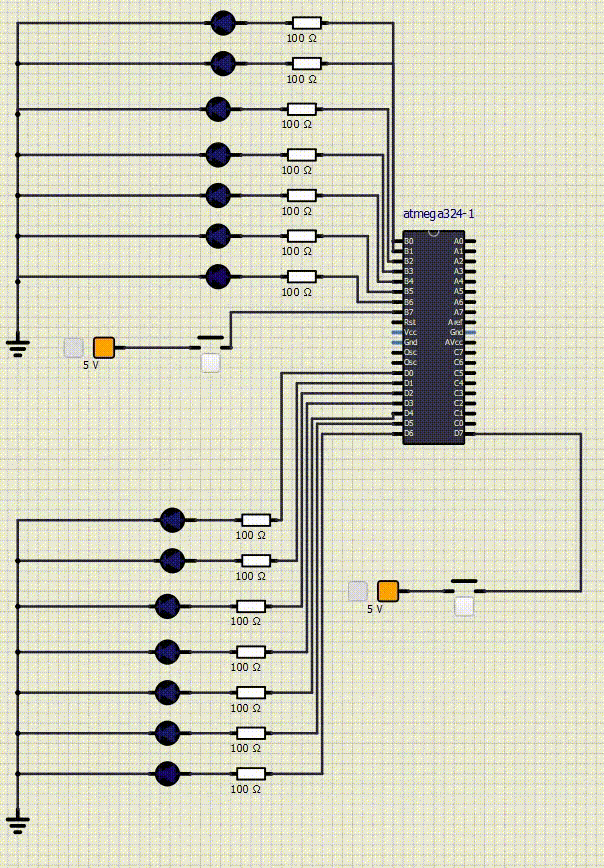 100 Ω
100 Ω
100 Ω
100 Ω
100 Ω
100 Ω
100 Ω
atmega324-1
B0 A0
B1 A1
B2 A2
B3 A3
B4 A4
B5 A5
B6 A6
B7 A7
Rst Aref
Vcc Gnd
Gnd AVcc
Osc C7
Osc C6
D0 C5
D1 C4
D2 C3
D3 C2
D4 C1
D5 C0
D6 D7
5 V
100 Ω
100 Ω
100 Ω
100 Ω
100 Ω
100 Ω
100 Ω
5 V